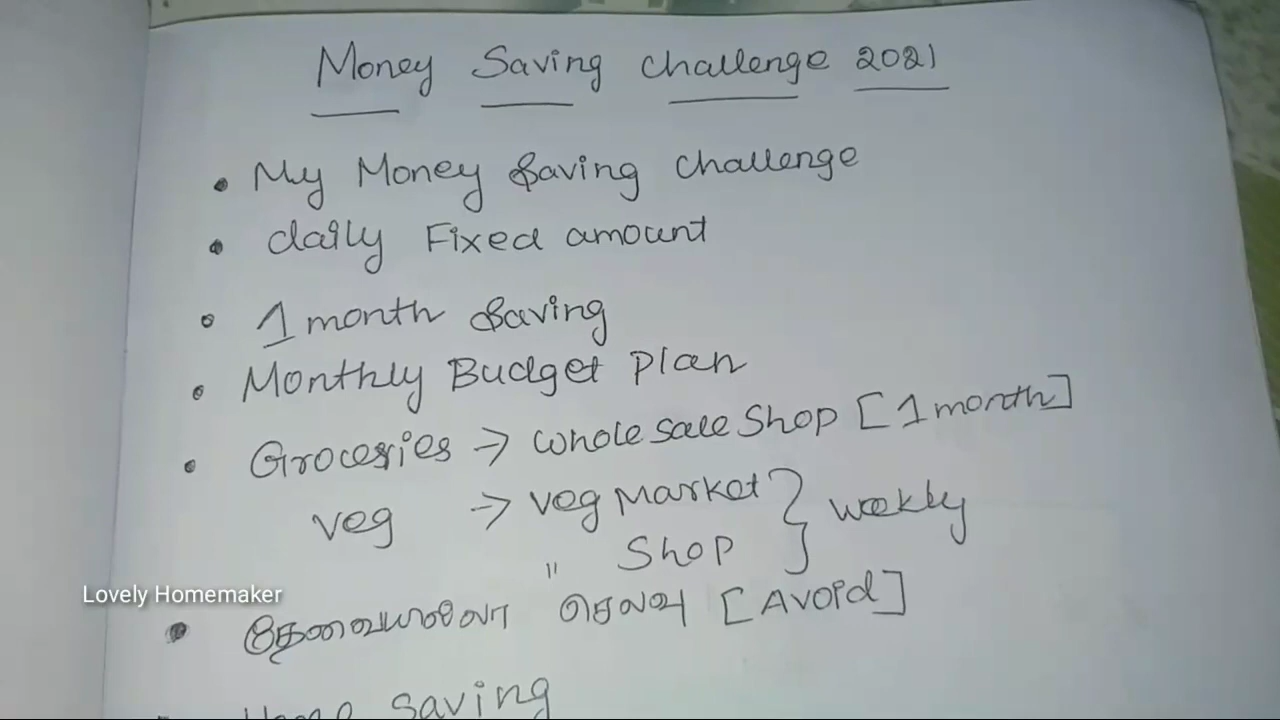 Money Saving Challenge 2021
• My Money Saving Challenge
• daily Fixed amount
• 1 month Saving
• Monthly Budget Plan
• Groceries → Whole sale Shop [1 month]
veg → veg Market } weekly
" Shop
Lovely Homemaker
• தேவையில்லா செலவு [Avoid]
Home saving